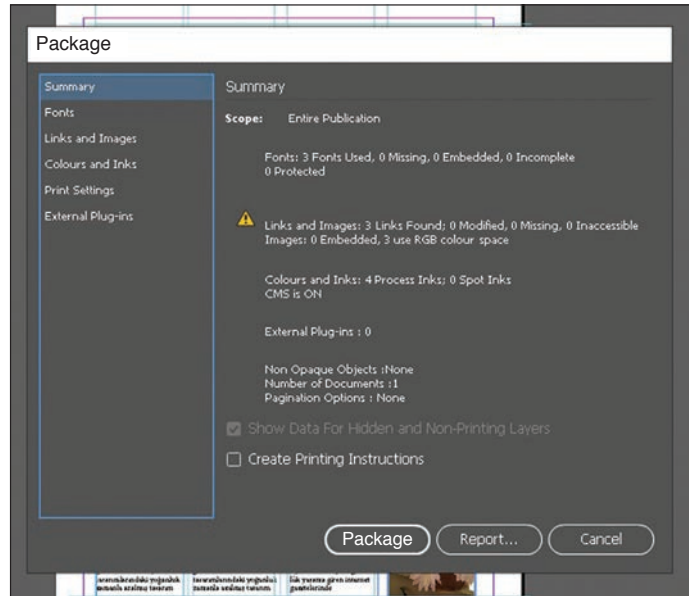 Package
Summary
Fonts
Links and Images
Colours and Inks
Print Settings
External Plug-ins
Summary
Scope: Entire Publication
Fonts: 3 Fonts Used, 0 Missing, 0 Embedded, 0 Incomplete
0 Protected
Links and Images: 3 Links Found; 0 Modified, 0 Missing, 0 Inaccessible
Images: 0 Embedded, 3 use RGB colour space
Colours and Inks: 4 Process Inks; 0 Spot Inks
CMS is ON
External Plug-ins : 0
Non Opaque Objects :None
Number of Documents :1
Pagination Options : None
Show Data For Hidden and Non-Printing Layers
Create Printing Instructions
Package Report... Cancel